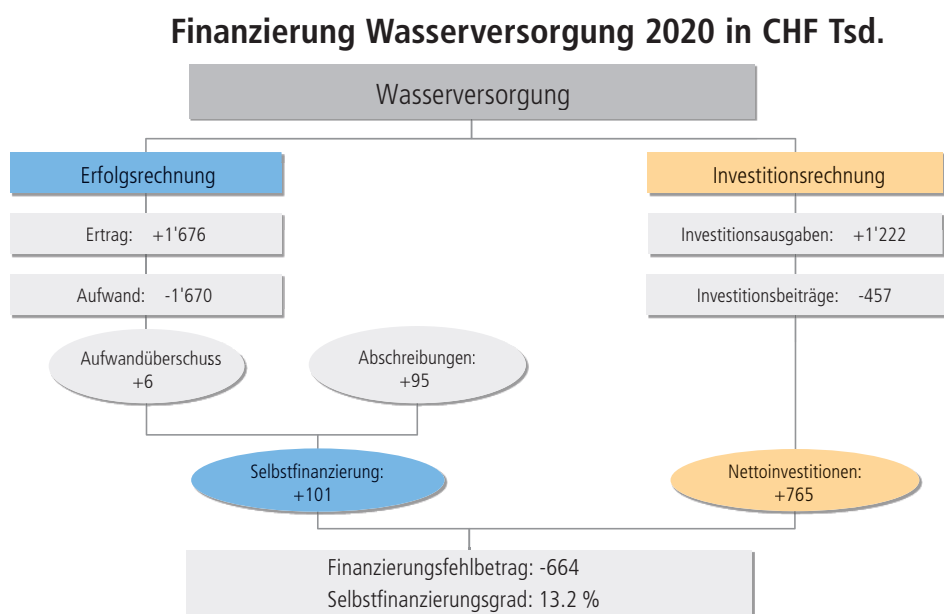 Finanzierung Wasserversorgung 2020 in CHF Tsd.
Wasserversorgung
Erfolgsrechnung
Investitionsrechnung
Ertrag: +1'676
Investitionsausgaben: +1'222
Aufwand: -1'670
Investitionsbeiträge: -457
Aufwandüberschuss
+6
Abschreibungen:
+95
Selbstfinanzierung:
+101
Nettoinvestitionen:
+765
Finanzierungsfehlbetrag: -664
Selbstfinanzierungsgrad: 13.2 %